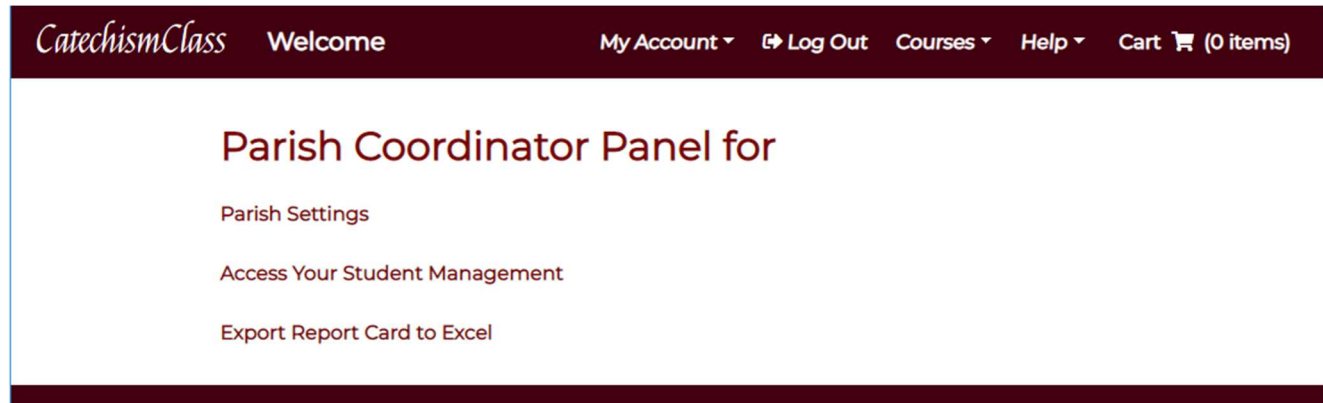 CatechismClass Welcome My Account Log Out Courses Help Cart (0 items)
Parish Coordinator Panel for
Parish Settings
Access Your Student Management
Export Report Card to Excel